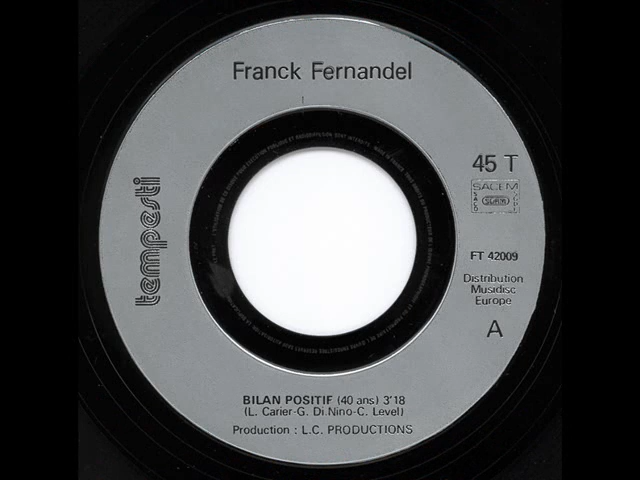 Franck Fernandel
45 T
SACEM
FT 42009
Distribution
Musidisc
Europe
A
tempesti
BILAN POSITIF (40 ans) 3'18
(L. Carier-G. Di Nino-C. Level)
Production : L.C. PRODUCTIONS